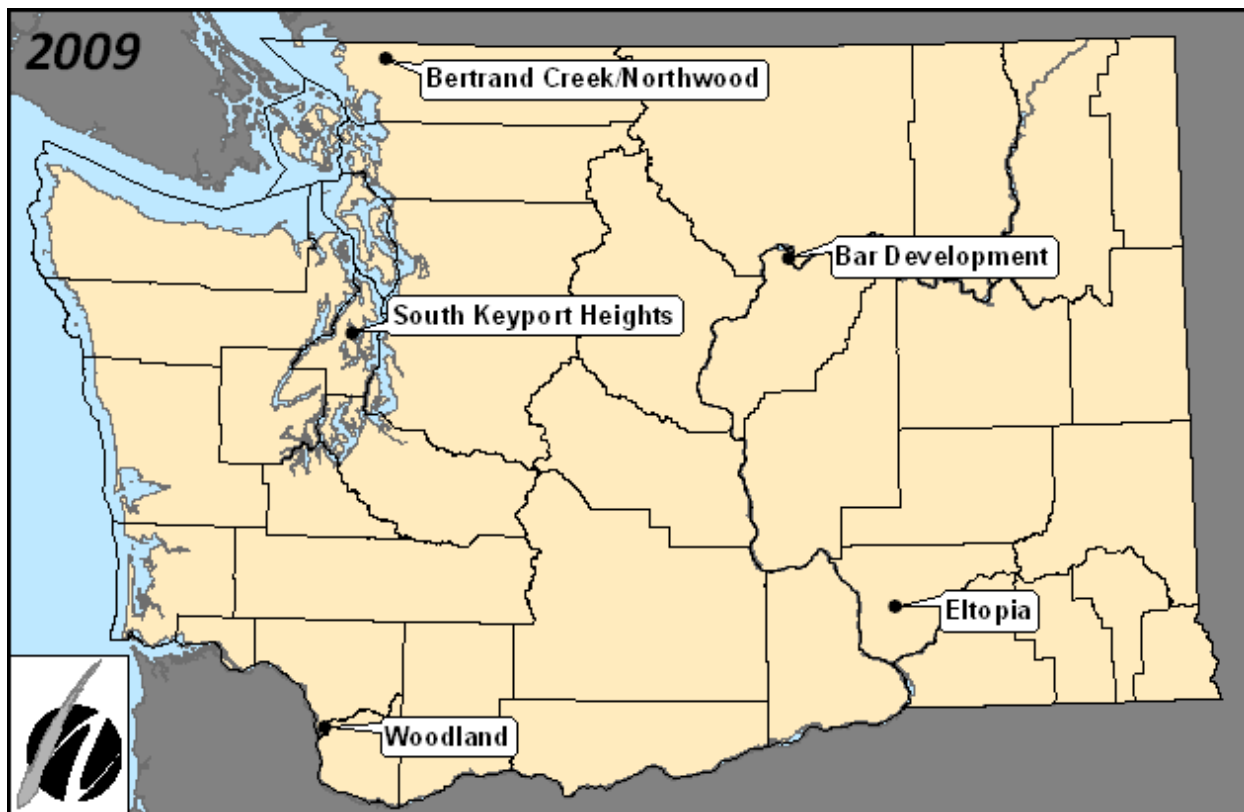 2009
Bertrand Creek/Northwood
Bar Development
South Keyport Heights
Eltopia
Woodland